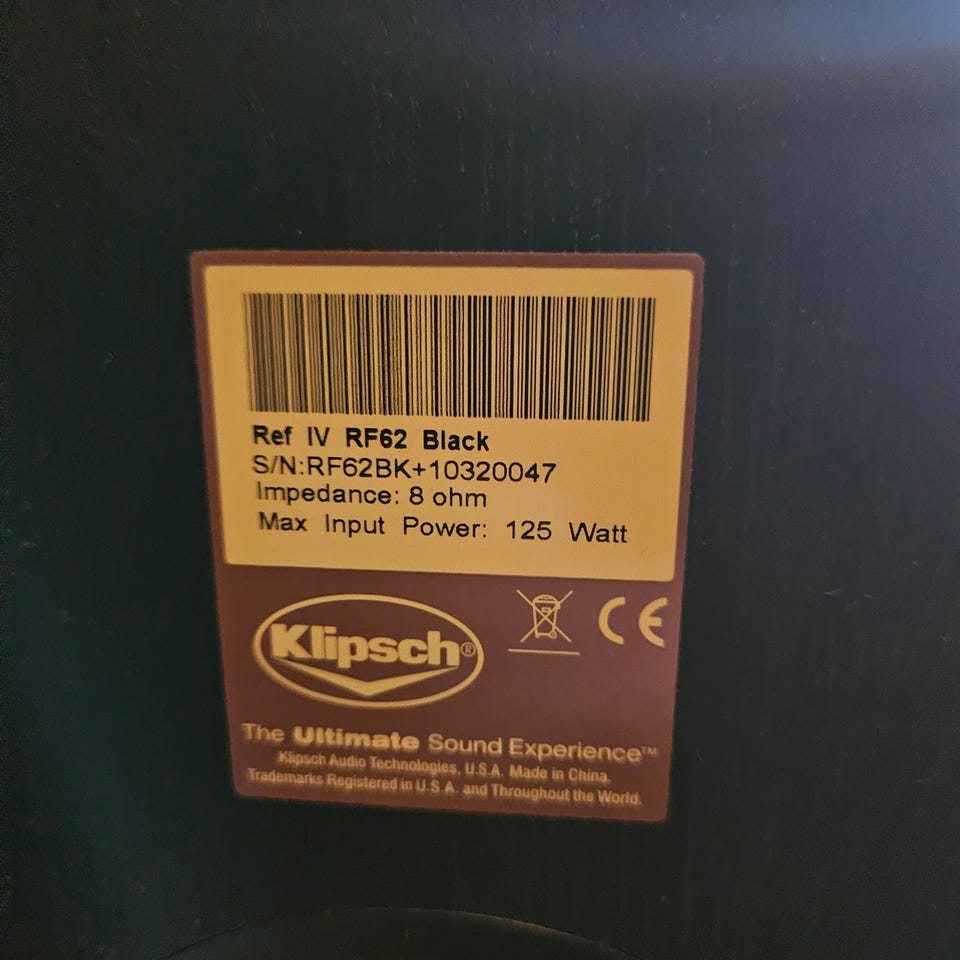 Ref IV RF62 Black
S/N:RF62BK+10320047
Impedance: 8 ohm
Max Input Power: 125 Watt
Klipsch®
CE
The Ultimate Sound Experience™
Klipsch Audio Technologies, U.S.A. Made in China.
Trademarks Registered in U.S.A. and Throughout the World.